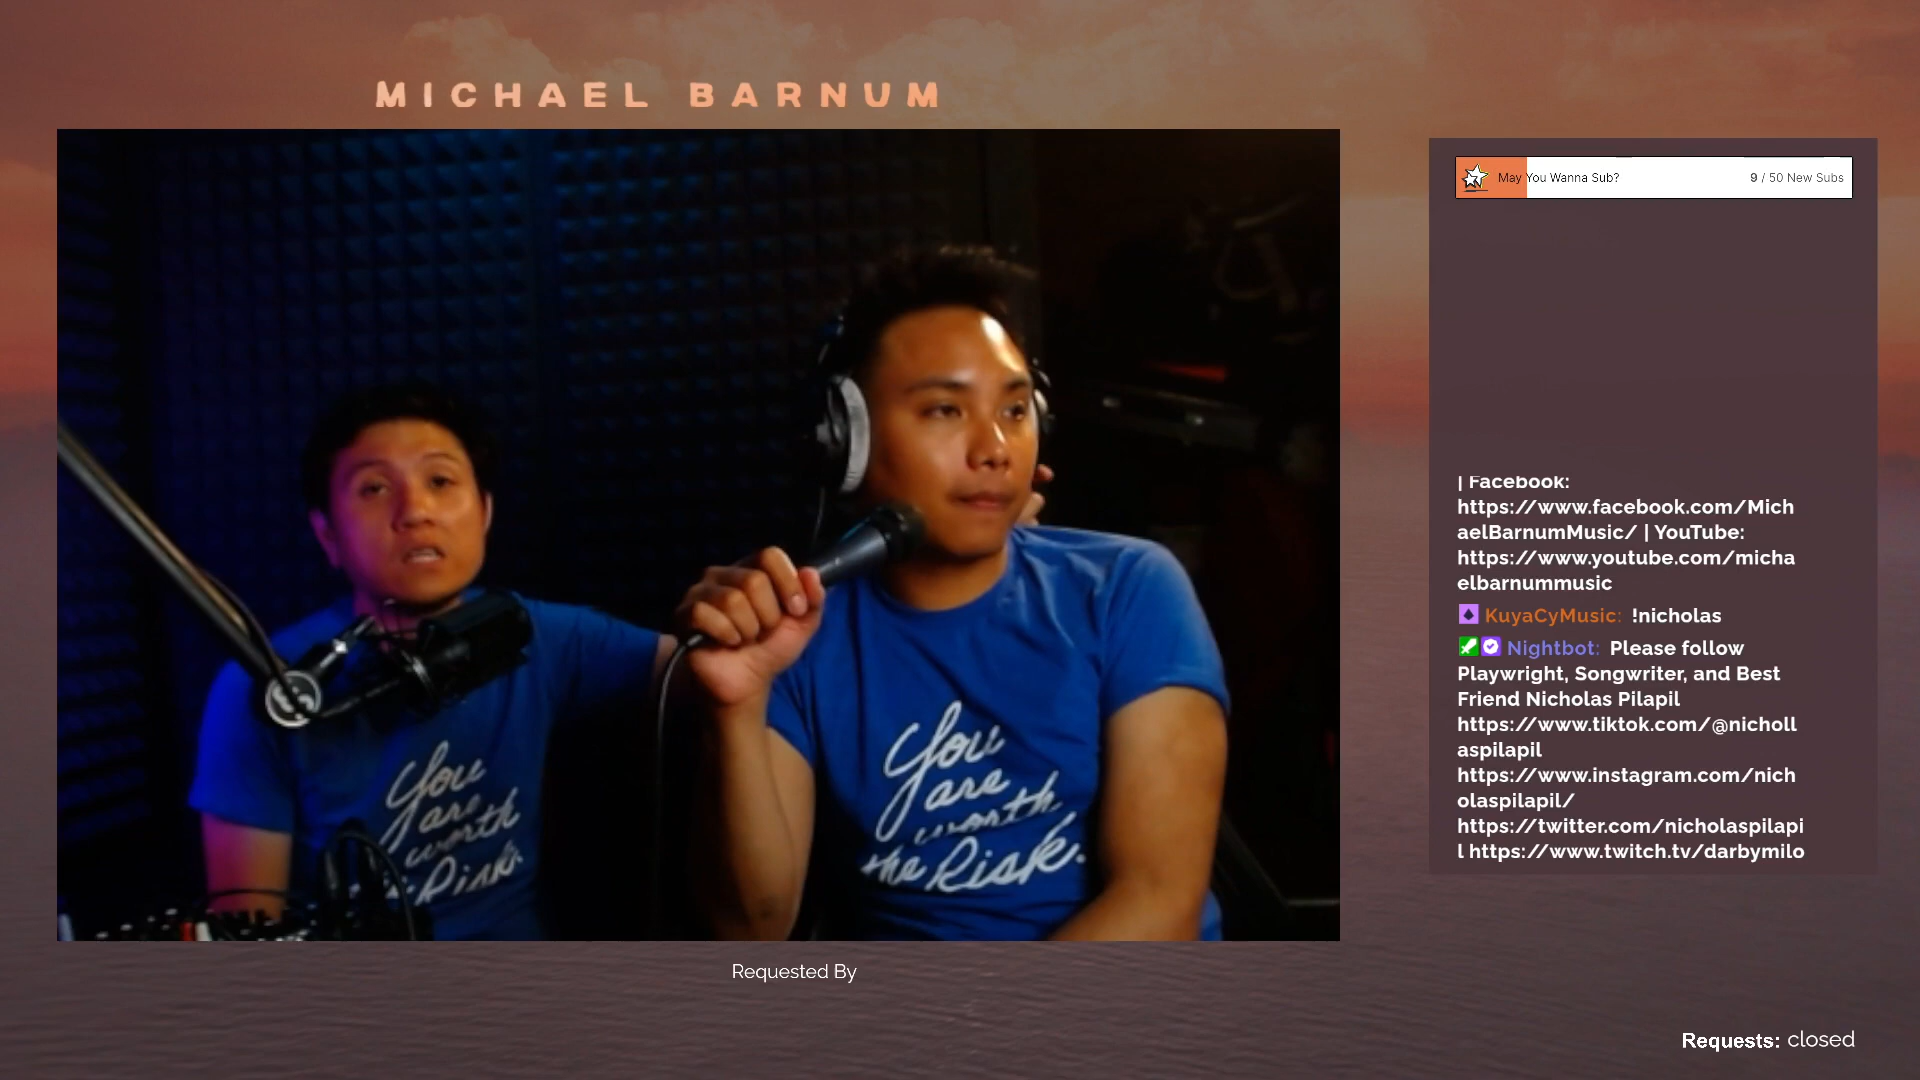 MICHAEL BARNUM
May You Wanna Sub? 9 / 50 New Subs
| Facebook:
https://www.facebook.com/Mich
aelBarnumMusic/ | YouTube:
https://www.youtube.com/micha
elbarnummusic
KuyaCyMusic: !nicholas
Nightbot: Please follow
Playwright, Songwriter, and Best
Friend Nicholas Pilapil
https://www.tiktok.com/@nicholl
aspilapil
https://www.instagram.com/nich
olaspilapil/
https://twitter.com/nicholaspilapi
l https://www.twitch.tv/darbymilo
You
are
worth
Risk.
You
are
worth
the Risk.
Requested By
Requests: closed